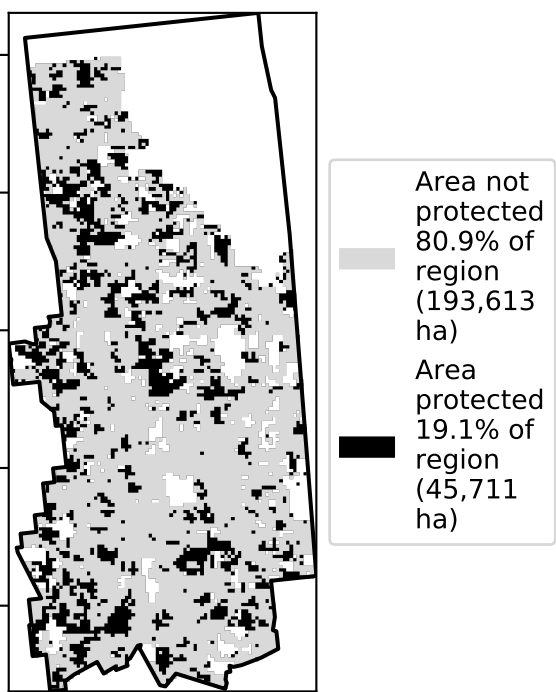 Area not
protected
80.9% of
region
(193,613
ha)
Area
protected
19.1% of
region
(45,711
ha)